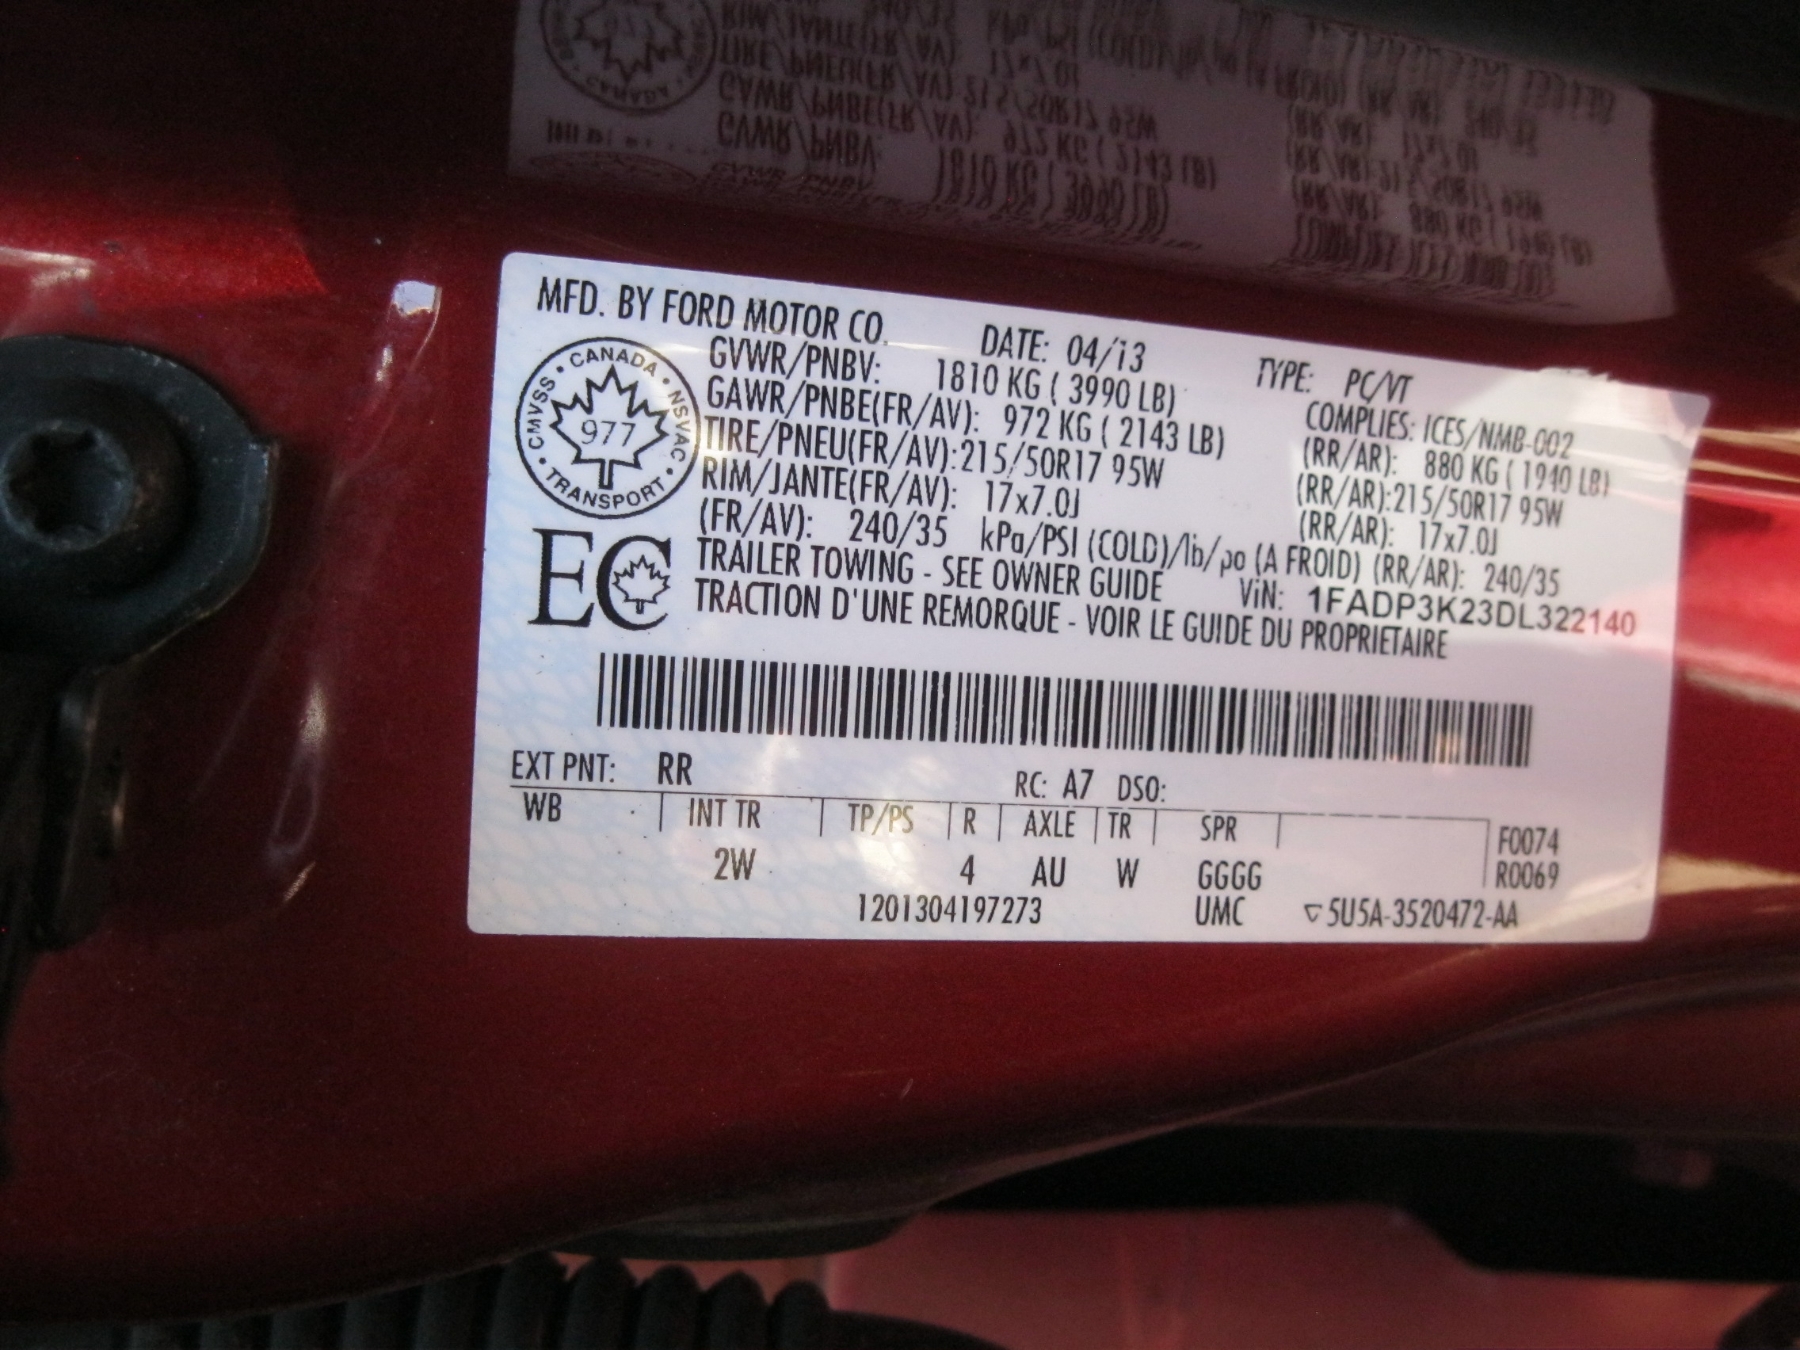 MFD. BY FORD MOTOR CO. DATE: 04/13 TYPE: PC/VT
GVWR/PNBV: 1810 KG ( 3990 LB) COMPLIES: ICES/NMB-002
GAWR/PNBE(FR/AV): 972 KG ( 2143 LB) (RR/AR): 880 KG ( 1940 LB)
TIRE/PNEU(FR/AV):215/50R17 95W (RR/AR):215/50R17 95W
RIM/JANTE(FR/AV): 17x7.0J (RR/AR): 17x7.0J
(FR/AV): 240/35 kPa/PSI (COLD)/lb/po (A FROID) (RR/AR): 240/35
TRAILER TOWING - SEE OWNER GUIDE VIN: 1FADP3K23DL322140
TRACTION D'UNE REMORQUE - VOIR LE GUIDE DU PROPRIETAIRE
CMVSS • CANADA • NSVAC • TRANSPORT •
977
EC
EXT PNT: RR RC: A7 DSO:
WB INT TR TP/PS R AXLE TR SPR F0074
2W 4 AU W GGGG R0069
1201304197273 UMC 5U5A-3520472-AA